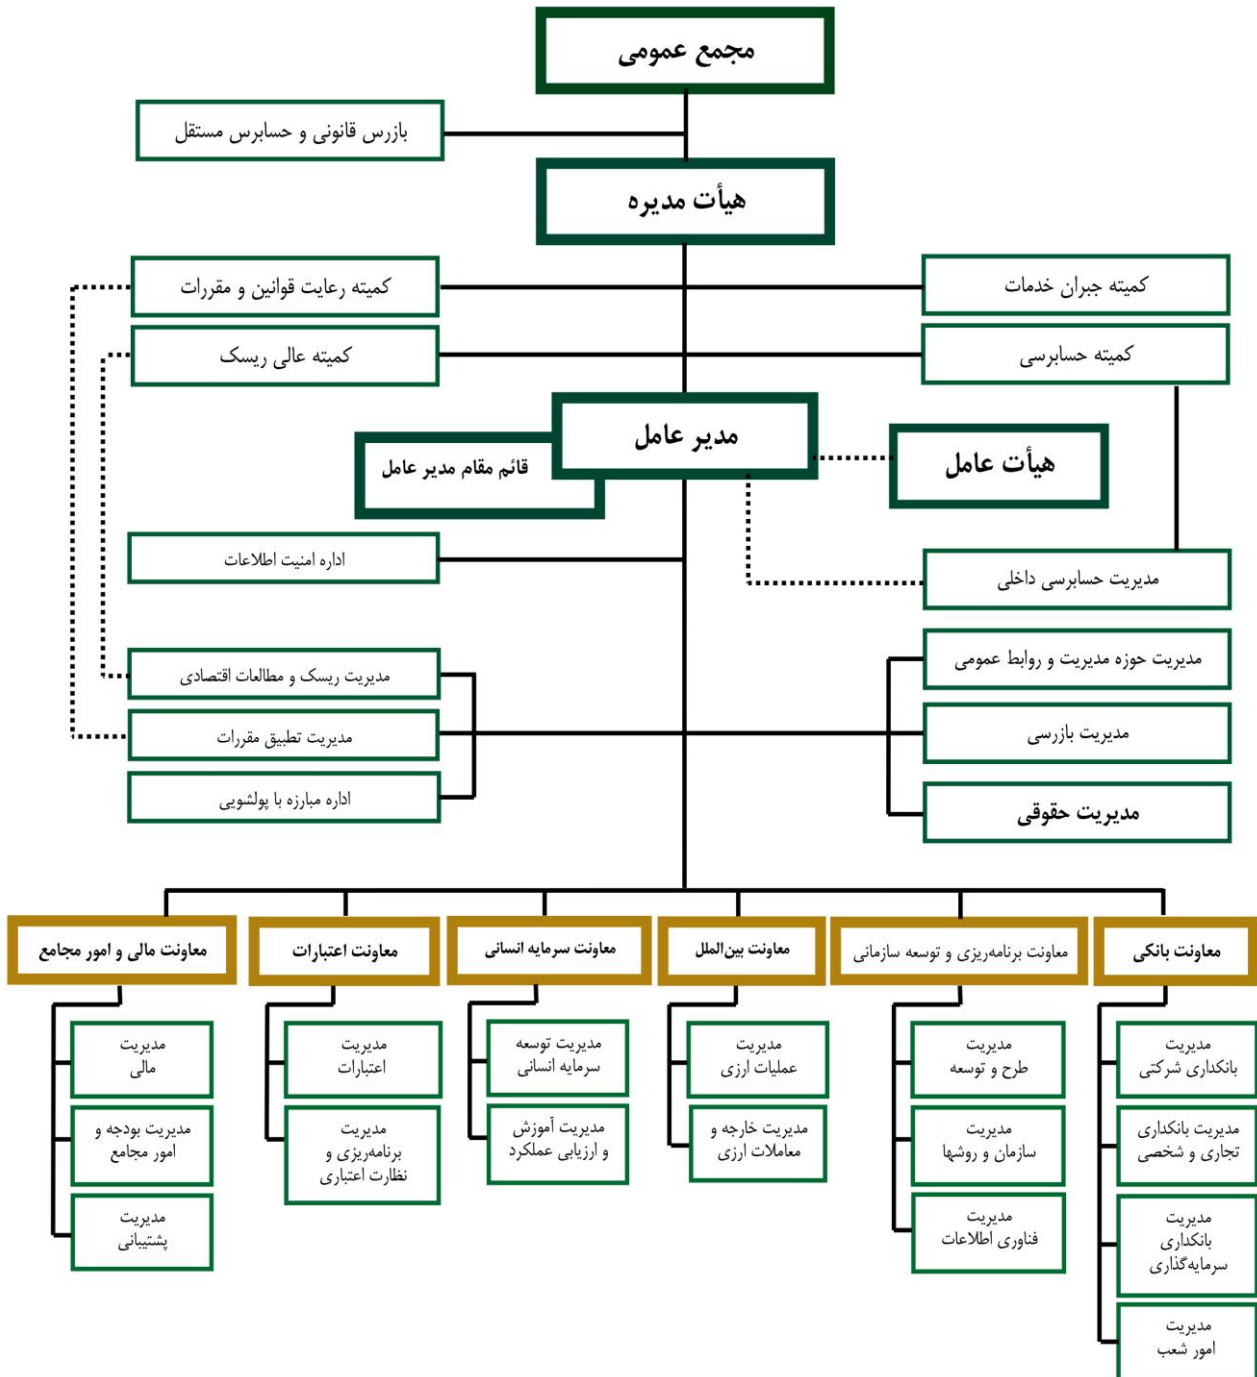 مجمع عمومی
بازرس قانونی و حسابرس مستقل
هیأت مدیره
کمیته جبران خدمات
کمیته رعایت قوانین و مقررات
کمیته حسابرسی
کمیته عالی ریسک
مدیر عامل
هیأت عامل
قائم مقام مدیر عامل
مدیریت حسابرسی داخلی
اداره امنیت اطلاعات
مدیریت حوزه مدیریت و روابط عمومی
مدیریت ریسک و مطالعات اقتصادی
مدیریت بازرسی
مدیریت تطبیق مقررات
مدیریت حقوقی
اداره مبارزه با پولشویی
معاونت بانکی
معاونت برنامه‌ریزی و توسعه سازمانی
معاونت بین‌الملل
معاونت سرمایه انسانی
معاونت اعتبارات
معاونت مالی و امور مجامع
مدیریت
بانکداری شرکتی
مدیریت بانکداری
تجاری و شخصی
مدیریت
بانکداری
سرمایه‌گذاری
مدیریت
امور شعب
مدیریت
طرح و توسعه
مدیریت
سازمان و روشها
مدیریت
فناوری اطلاعات
مدیریت
عملیات ارزی
مدیریت خارجه و
معاملات ارزی
مدیریت توسعه
سرمایه انسانی
مدیریت آموزش
و ارزیابی عملکرد
مدیریت
اعتبارات
مدیریت
برنامه‌ریزی و
نظارت اعتباری
مدیریت
مالی
مدیریت بودجه و
امور مجامع
مدیریت
پشتیبانی